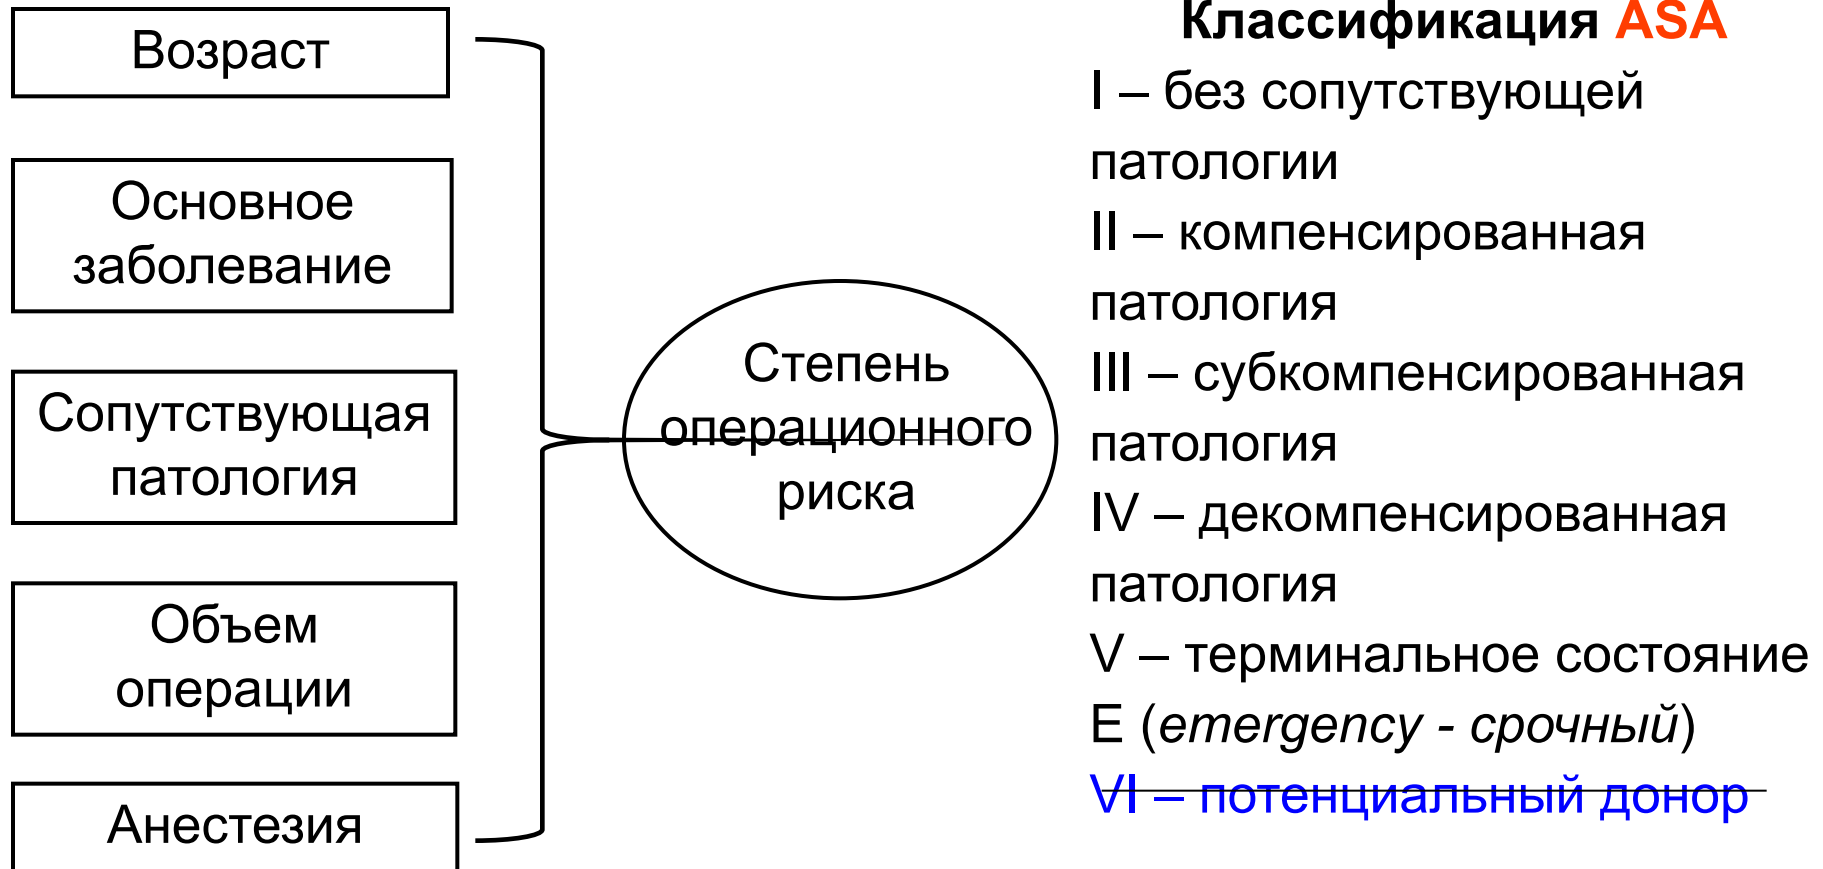 Возраст
Основное
заболевание
Сопутствующая
патология
Объем
операции
Анестезия
Степень
операционного
риска
Классификация ASA
I – без сопутствующей
патологии
II – компенсированная
патология
III – субкомпенсированная
патология
IV – декомпенсированная
патология
V – терминальное состояние
E (emergency - срочный)
VI – потенциальный донор